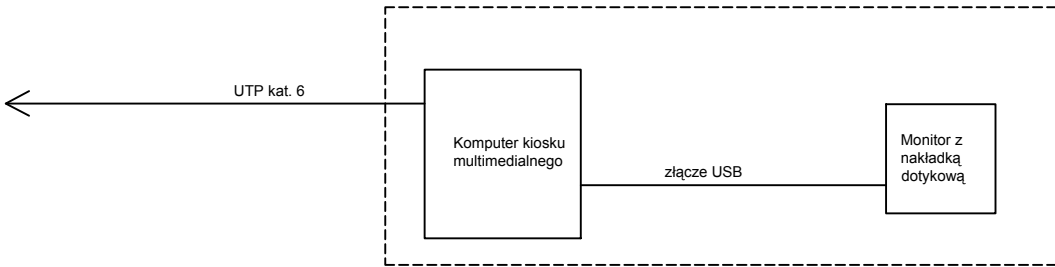 UTP kat. 6
Komputer kiosku
multimedialnego
złącze USB
Monitor z
nakładką
dotykową